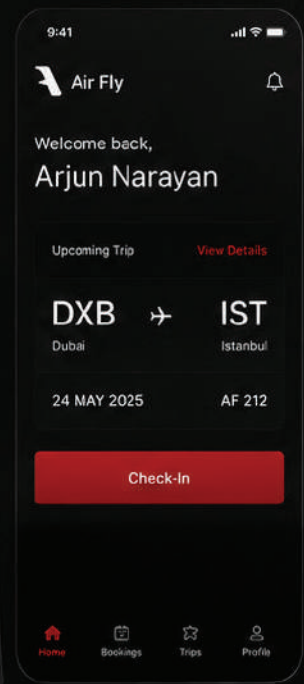 9:41
Air Fly
Welcome back,
Arjun Narayan
Upcoming Trip View Details
DXB IST
Dubai Istanbul
24 MAY 2025 AF 212
Check-In
Home Bookings Trips Profile